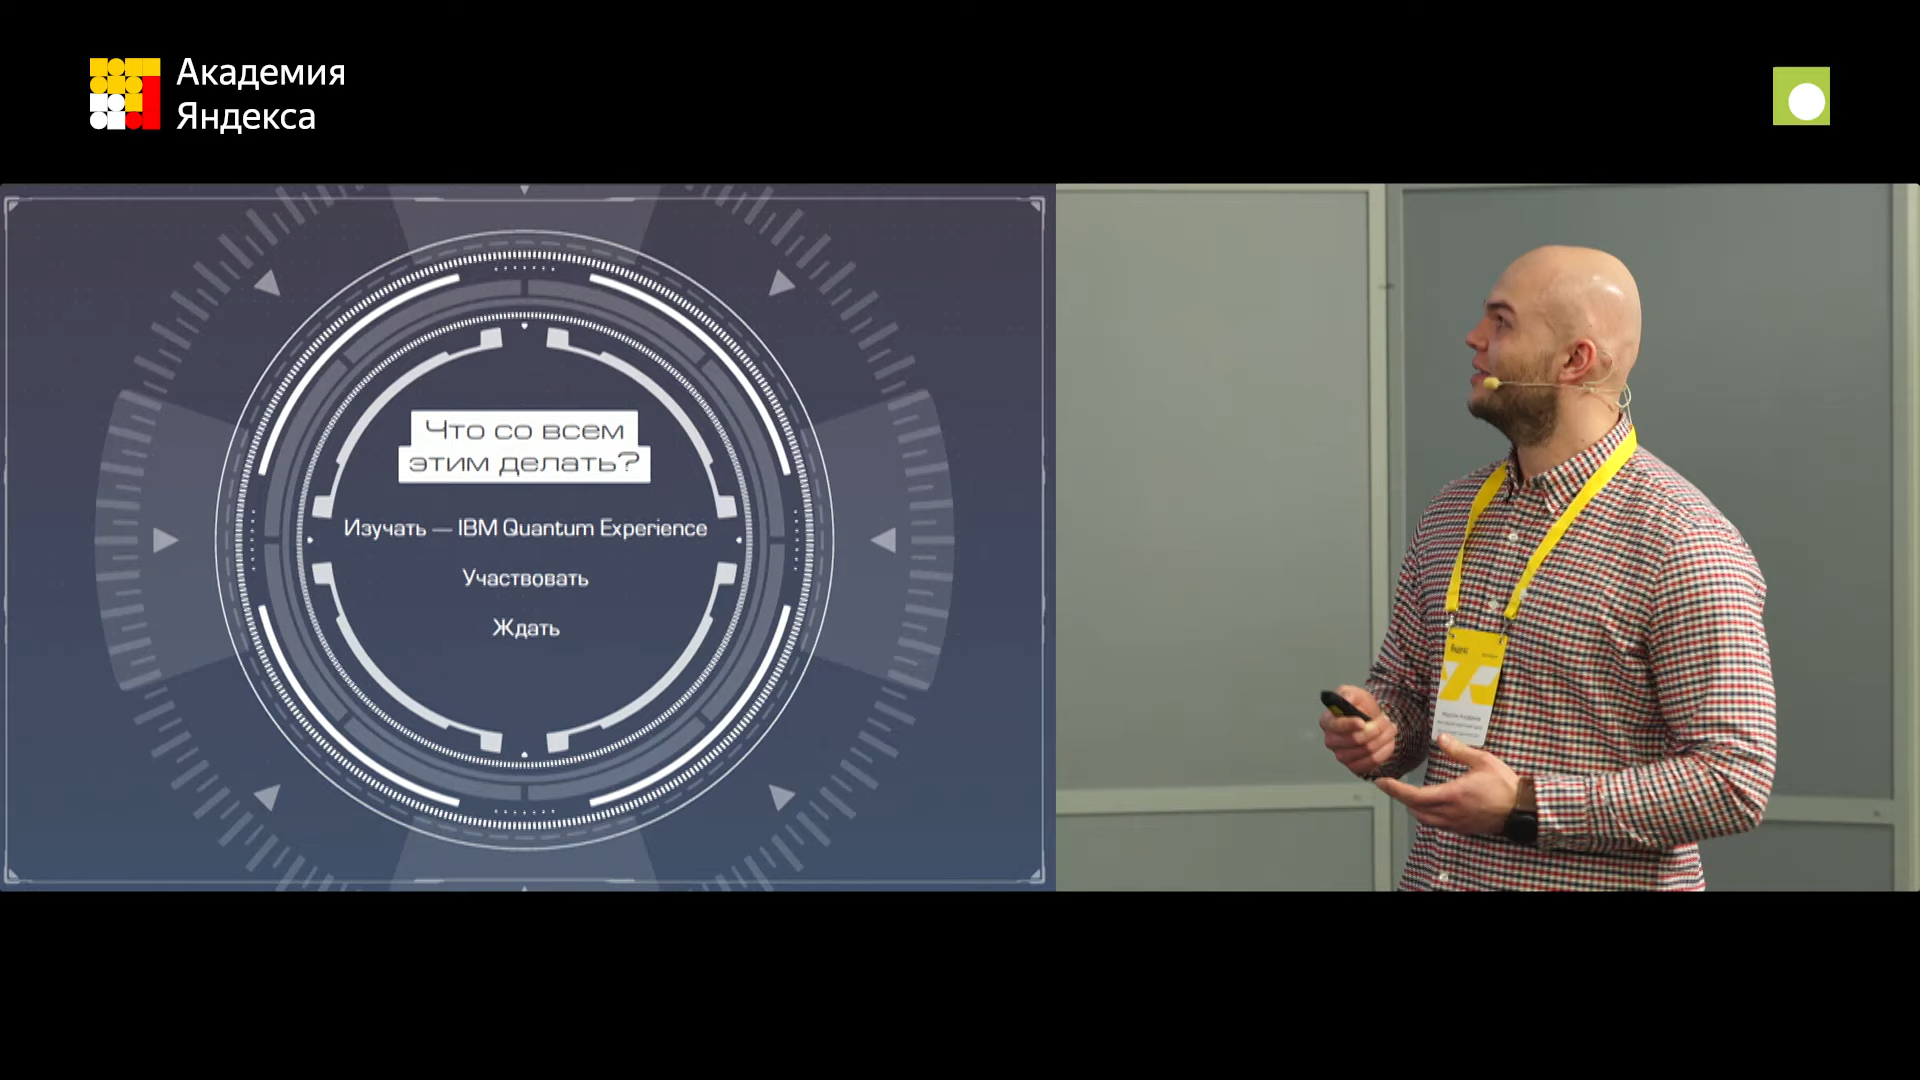 Академия
Яндекса
Что со всем
этим делать?
Изучать — IBM Quantum Experience
Участвовать
Ждать